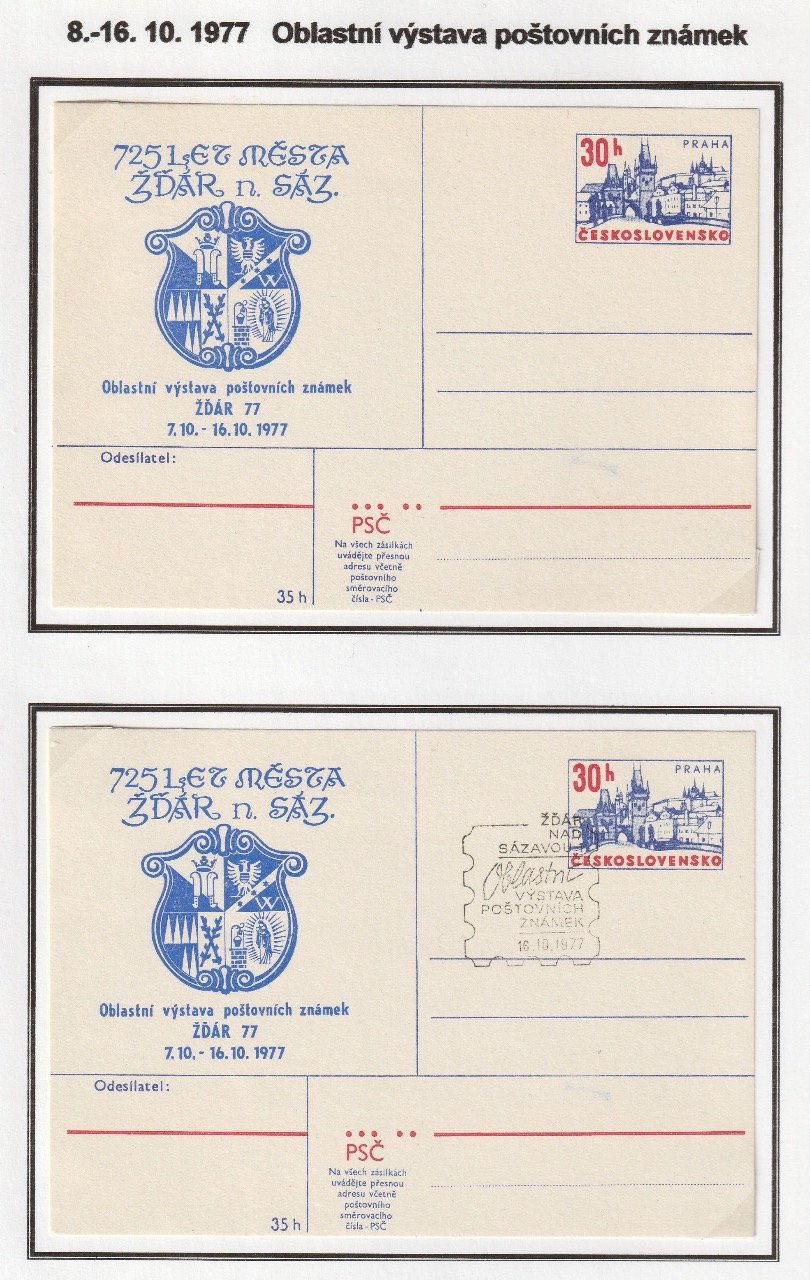 8.-16. 10. 1977 Oblastní výstava poštovních známek
725 LET MĚSTA
ŽĎÁR n. SÁZ.
W
Oblastní výstava poštovních známek
ŽĎÁR 77
7.10. - 16.10. 1977
30h
PRAHA
ČESKOSLOVENSKO
Odesílatel:
35 h
PSČ
Na všech zásilkách
uvádějte přesnou
adresu včetně
poštovního
směrovacího
čísla - PSČ
725 LET MĚSTA
ŽĎÁR n. SÁZ.
W
Oblastní výstava poštovních známek
ŽĎÁR 77
7.10. - 16.10. 1977
30h
PRAHA
ČESKOSLOVENSKO
ŽĎÁR
NAD
SÁZAVOU
Oblastní
VÝSTAVA
POŠTOVNÍCH
ZNÁMEK
16.10.1977
Odesílatel:
35 h
PSČ
Na všech zásilkách
uvádějte přesnou
adresu včetně
poštovního
směrovacího
čísla - PSČ